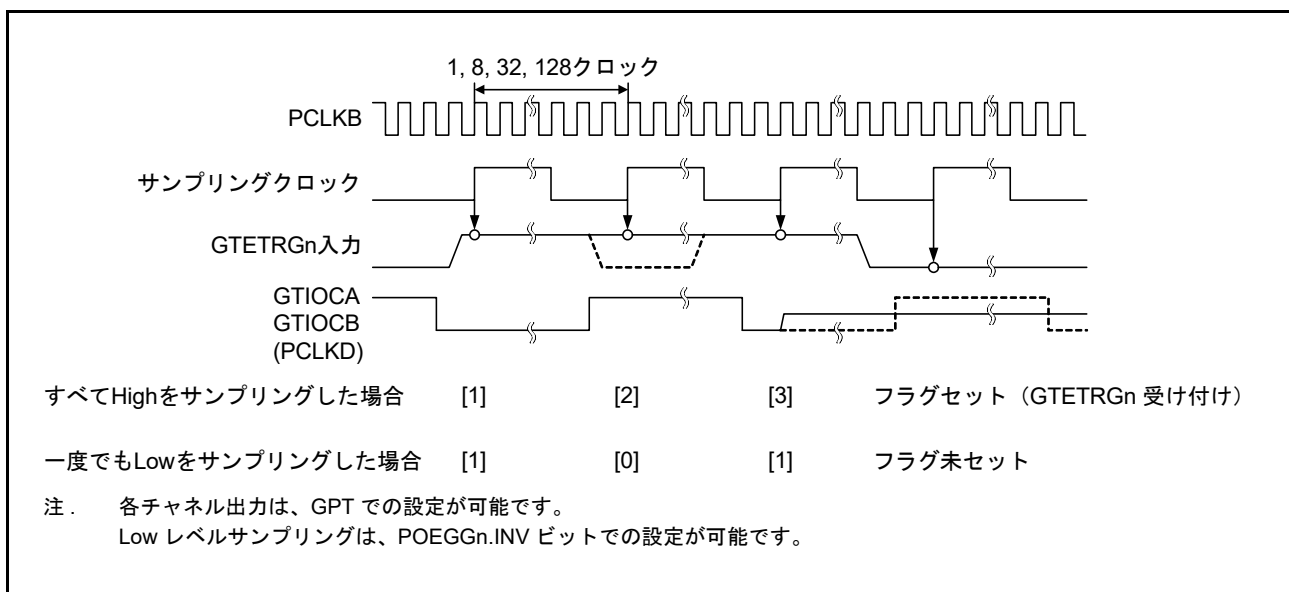 1, 8, 32, 128クロック
PCLKB
サンプリングクロック
GTETRGn入力
GTIOCA
GTIOCB
(PCLKD)
すべてHighをサンプリングした場合 [1] [2] [3] フラグセット（GTETRGn 受け付け）
一度でもLowをサンプリングした場合 [1] [0] [1] フラグ未セット
注 . 各チャネル出力は、GPT での設定が可能です。
Low レベルサンプリングは、POEGGn.INV ビットでの設定が可能です。